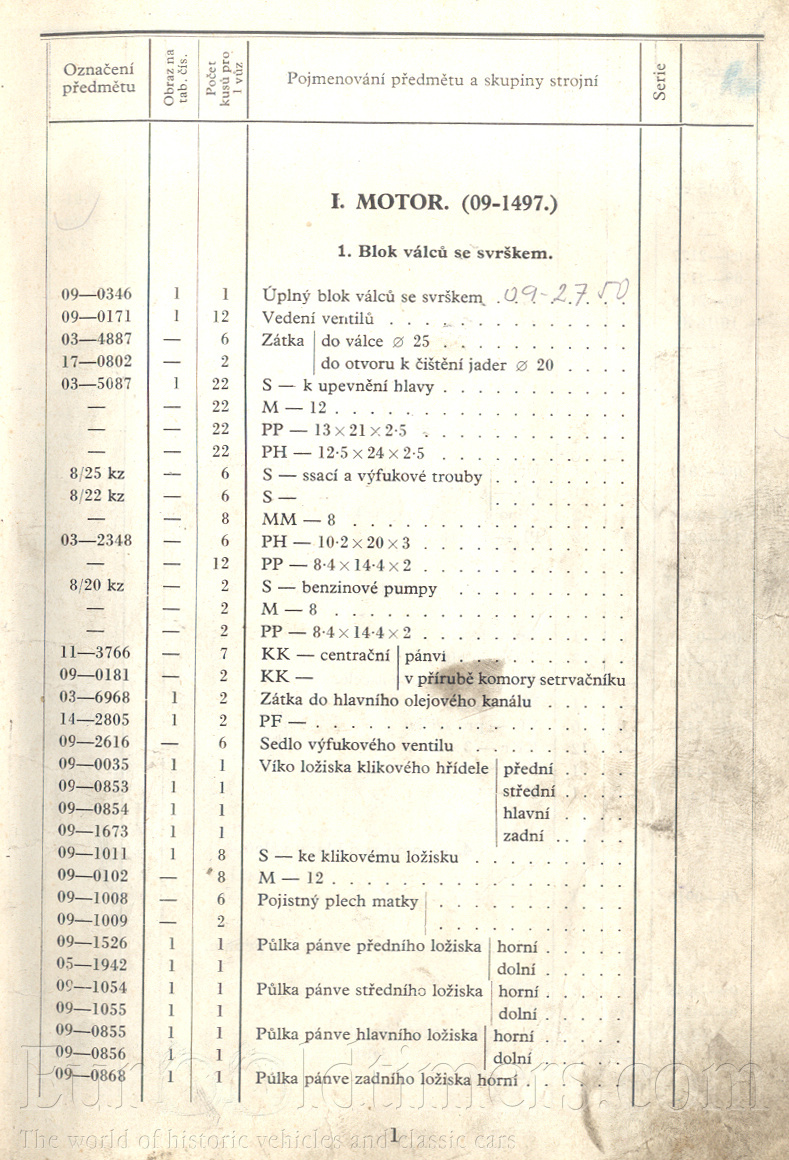 Označení předmětu | Obraz na tab. čís. | Počet kusů pro 1 vůz | Pojmenování předmětu a skupiny strojní | Serie
I. MOTOR. (09-1497.)
1. Blok válců se svrškem.
09—0346 1 1 Úplný blok válců se svrškem . 09-2750
09—0171 1 12 Vedení ventilů . . . . . . . . . . .
03—4887 — 6 Zátka | do válce ⌀ 25 . . . . . . . .
17—0802 — 2 | do otvoru k čištění jader ⌀ 20 . . . .
03—5087 1 22 S — k upevnění hlavy . . . . . . . .
— — 22 M — 12 . . . . . . . . . . . . .
— — 22 PP — 13×21×2·5 . . . . . . . . .
— — 22 PH — 12·5×24×2·5 . . . . . . . .
8/25 kz — 6 S — ssací a výfukové trouby | . . . . . .
8/22 kz — 6 S — | . . . . . .
— — 8 MM — 8 . . . . . . . . . . . .
03—2348 — 6 PH — 10·2×20×3 . . . . . . . . .
— — 12 PP — 8·4×14·4×2 . . . . . . . . .
8/20 kz — 2 S — benzinové pumpy . . . . . . . .
— — 2 M — 8 . . . . . . . . . . . . .
— — 2 PP — 8·4×14·4×2 . . . . . . . . .
11—3766 — 7 KK — centrační | pánvi . . . . . . . .
09—0181 — 2 KK — | v přírubě komory setrvačníku
03—6968 1 2 Zátka do hlavního olejového kanálu . . . . .
14—2805 1 2 PF — . . . . . . . . . . . . . .
09—2616 — 6 Sedlo výfukového ventilu . . . . . . .
09—0035 1 1 Víko ložiska klikového hřídele | přední . . . .
09—0853 1 1 | střední . . . .
09—0854 1 1 | hlavní . . . .
09—1673 1 1 | zadní . . . . .
09—1011 1 8 S — ke klikovému ložisku . . . . . . .
09—0102 — 8 M — 12 . . . . . . . . . . . . .
09—1008 — 6 Pojistný plech matky | . . . . . . . . .
09—1009 — 2 | . . . . . . . . .
09—1526 1 1 Půlka pánve předního ložiska | horní . . . . .
05—1942 1 1 | dolní . . . . .
09—1054 1 1 Půlka pánve středního ložiska | horní . . . . .
09—1055 1 1 | dolní . . . . .
09—0855 1 1 Půlka pánve hlavního ložiska | horní . . . . .
09—0856 1 1 | dolní . . . . .
09—0868 1 1 Půlka pánve zadního ložiska horní . . . . . .
Eurooldtimers.com
The world of historic vehicles and classic cars
1